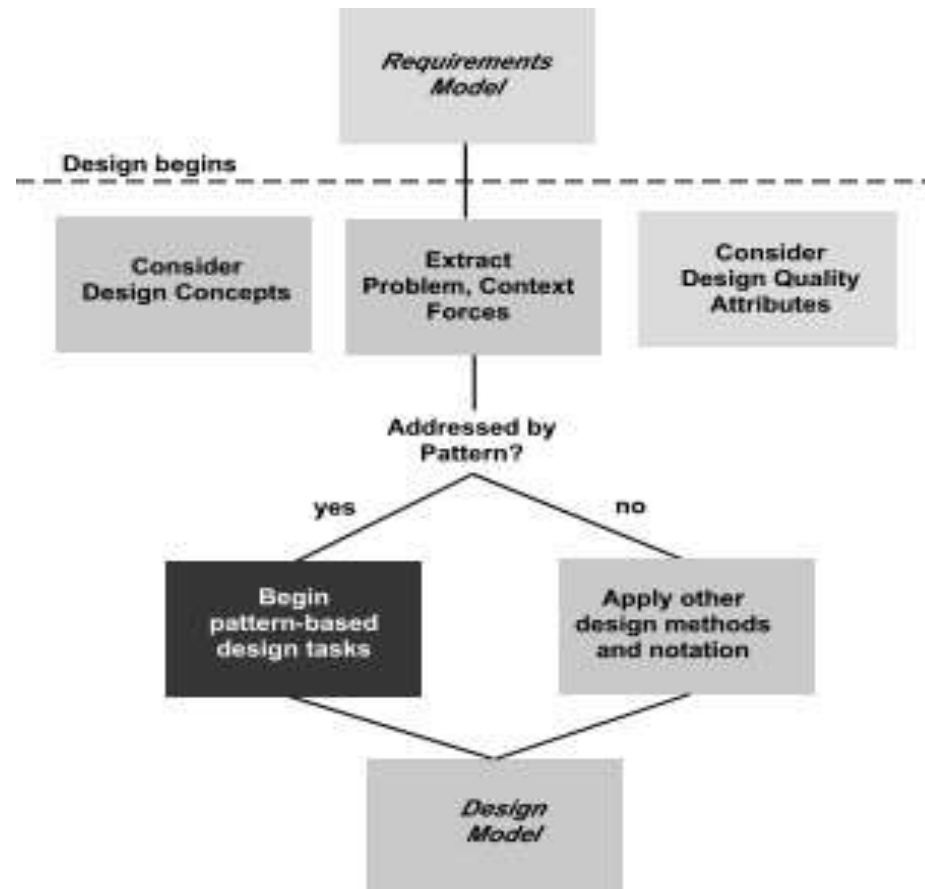 Requirements
Model
Design begins
Consider
Design Concepts
Extract
Problem, Context
Forces
Consider
Design Quality
Attributes
Addressed by
Pattern?
yes
no
Begin
pattern-based
design tasks
Apply other
design methods
and notation
Design
Model